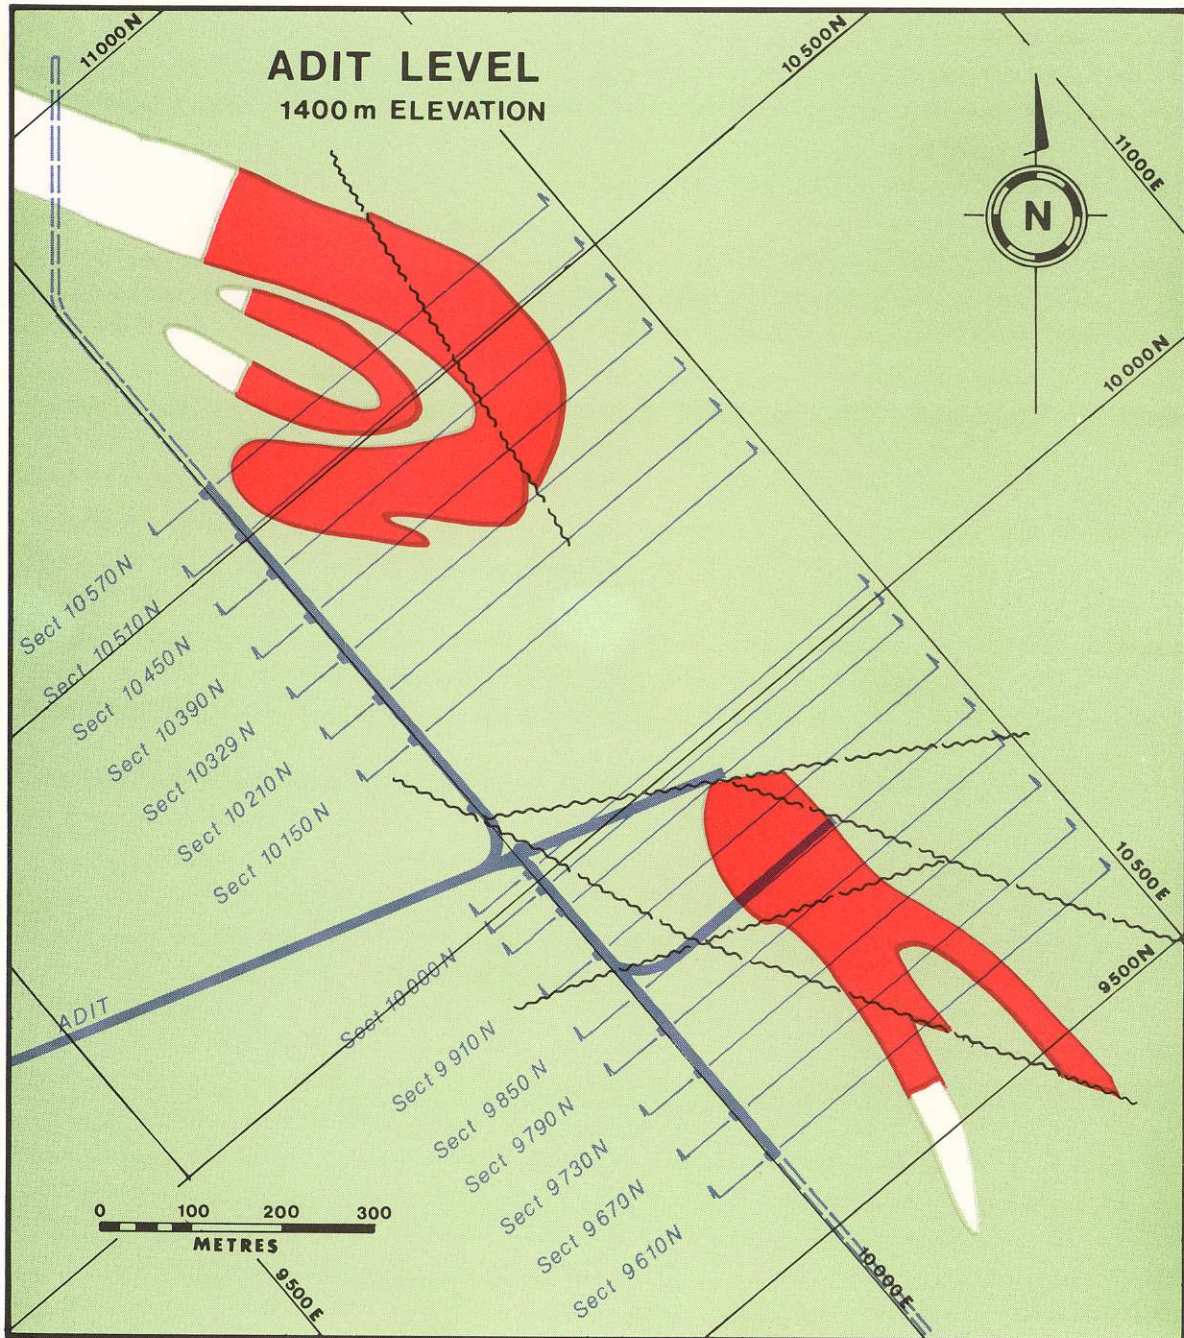 11000N
10500N
ADIT LEVEL
1400m ELEVATION
11000E
N
10000N
Sect 10570N
Sect 10510N
Sect 10450N
Sect 10390N
Sect 10329N
Sect 10210N
Sect 10150N
10500E
9500N
Sect 10000N
ADIT
Sect 9910N
Sect 9850N
Sect 9790N
Sect 9730N
Sect 9670N
Sect 9610N
0 100 200 300
METRES
9500E
10000E